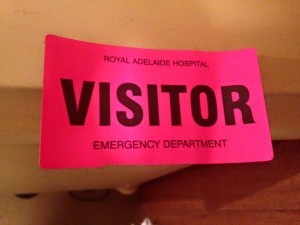 ROYAL ADELAIDE HOSPITAL
VISITOR
EMERGENCY DEPARTMENT